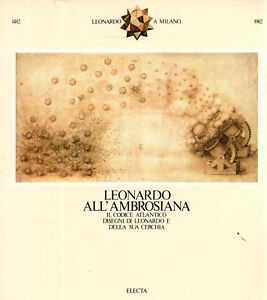 1482 LEONARDO A MILANO 1982
LEONARDO
ALL'AMBROSIANA
IL CODICE ATLANTICO
DISEGNI DI LEONARDO E
DELLA SUA CERCHIA
ELECTA